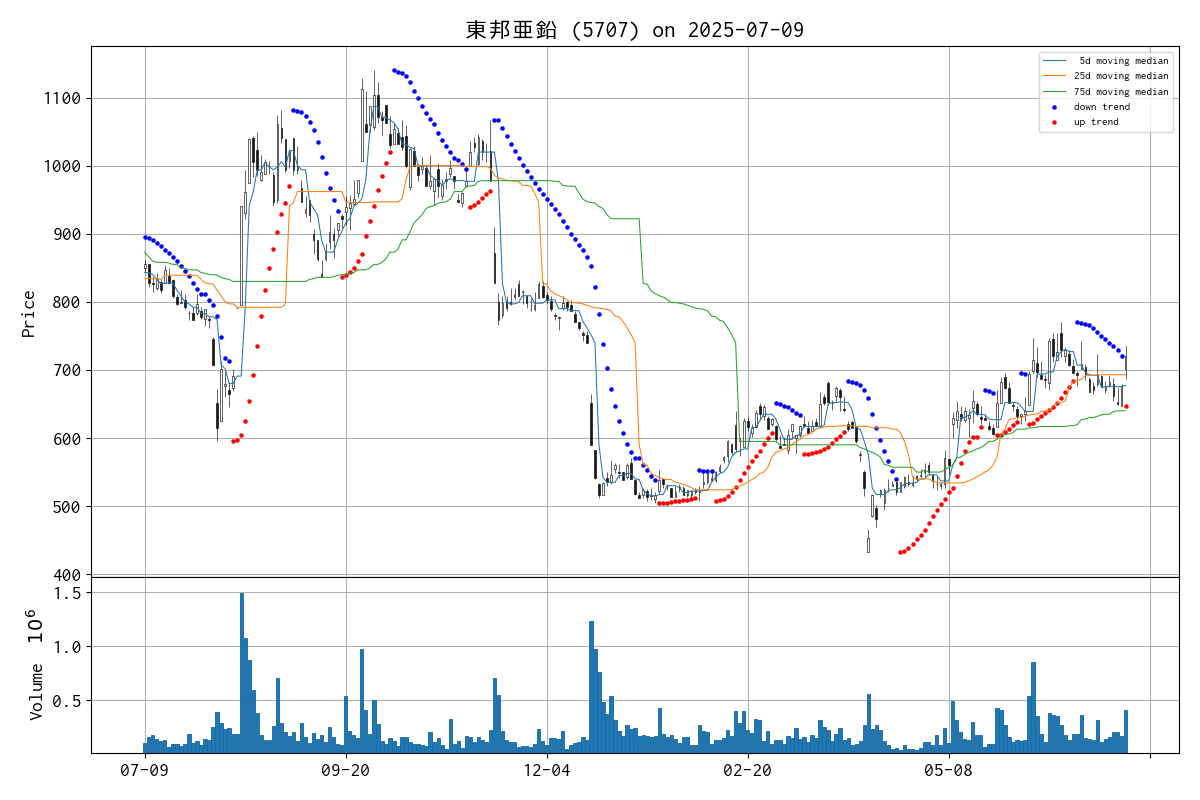 東邦亜鉛 (5707) on 2025-07-09
5d moving median
25d moving median
75d moving median
down trend
up trend
Price
1100
1000
900
800
700
600
500
400
Volume 10^6
1.5
1.0
0.5
07-09 09-20 12-04 02-20 05-08